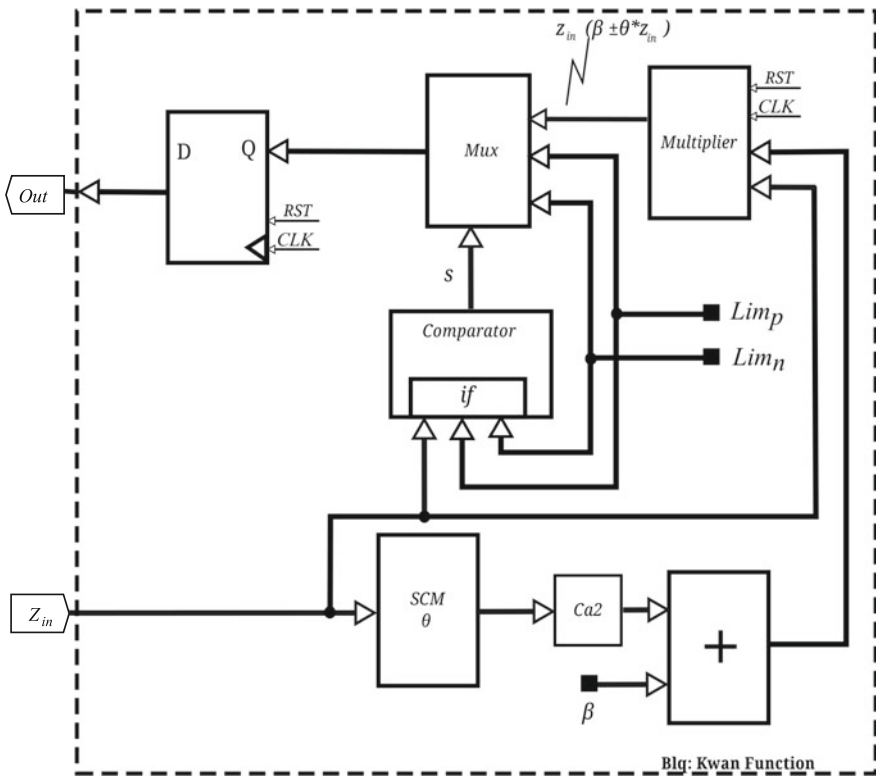 z_in (β ±θ*z_in )
RST
CLK
Multiplier
Mux
D
Q
RST
CLK
Out
s
Lim_p
Lim_n
Comparator
if
Z_in
SCM
θ
Ca2
+
β
Blq: Kwan Function